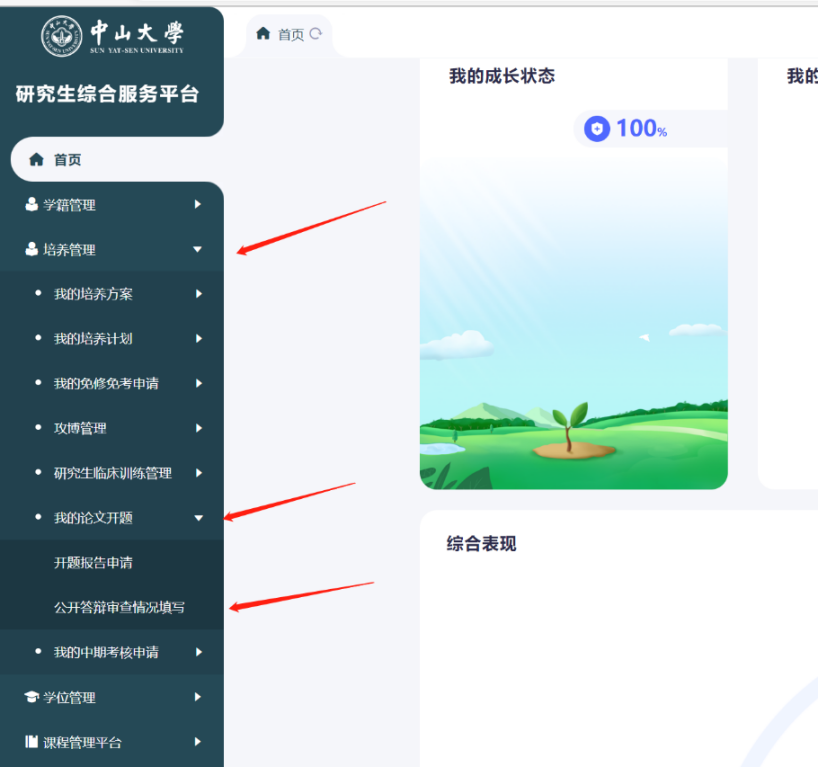 中山大学
SUN YAT-SEN UNIVERSITY
研究生综合服务平台
首页
学籍管理
培养管理
我的培养方案
我的培养计划
我的免修免考申请
攻博管理
研究生临床训练管理
我的论文开题
开题报告申请
公开答辩审查情况填写
我的中期考核申请
学位管理
课程管理平台
首页
我的成长状态
我的
100%
综合表现